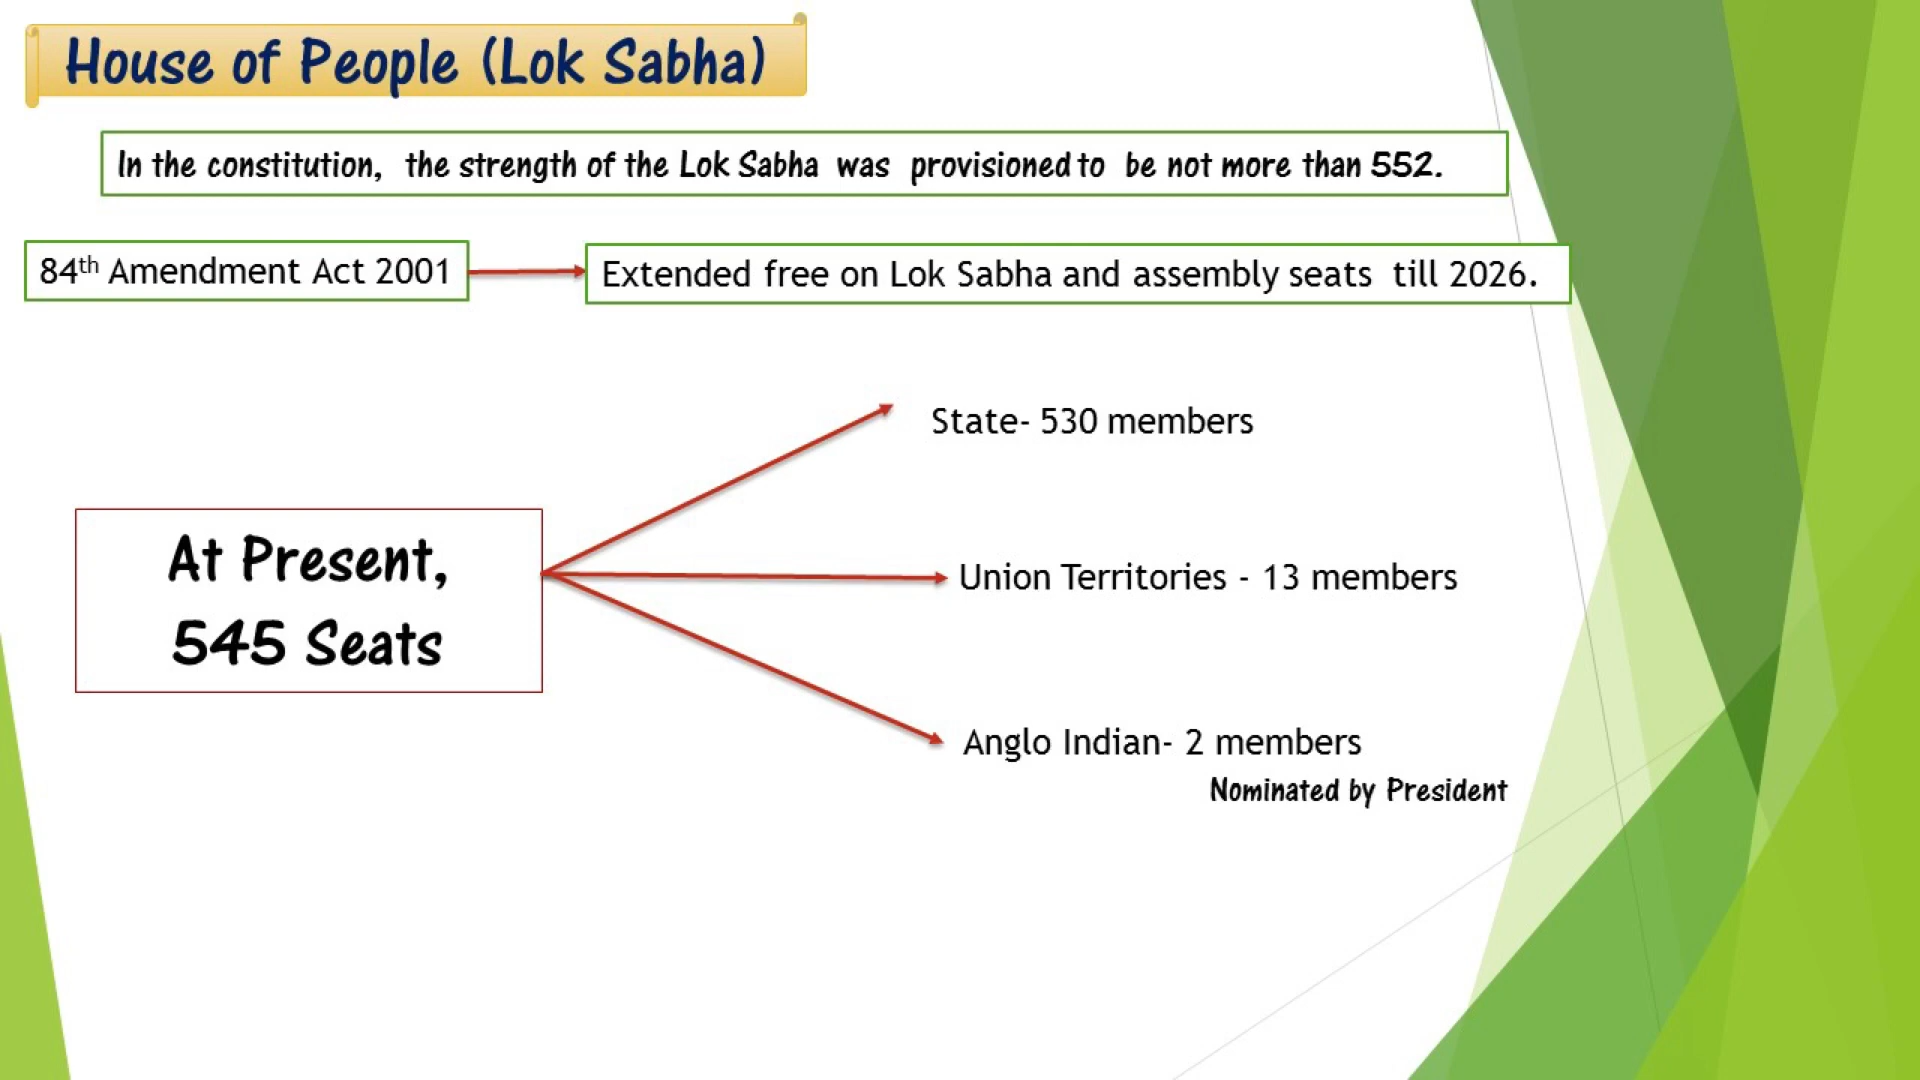 House of People (Lok Sabha)
In the constitution, the strength of the Lok Sabha was provisioned to be not more than 552.
84th Amendment Act 2001
Extended free on Lok Sabha and assembly seats till 2026.
State- 530 members
At Present,
545 Seats
Union Territories - 13 members
Anglo Indian- 2 members
Nominated by President